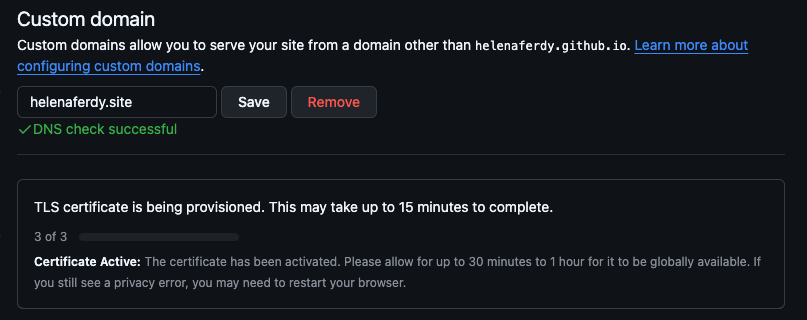 Custom domain
Custom domains allow you to serve your site from a domain other than helenaferdy.github.io. Learn more about
configuring custom domains.
helenaferdy.site Save Remove
DNS check successful
TLS certificate is being provisioned. This may take up to 15 minutes to complete.
3 of 3
Certificate Active: The certificate has been activated. Please allow for up to 30 minutes to 1 hour for it to be globally available. If
you still see a privacy error, you may need to restart your browser.